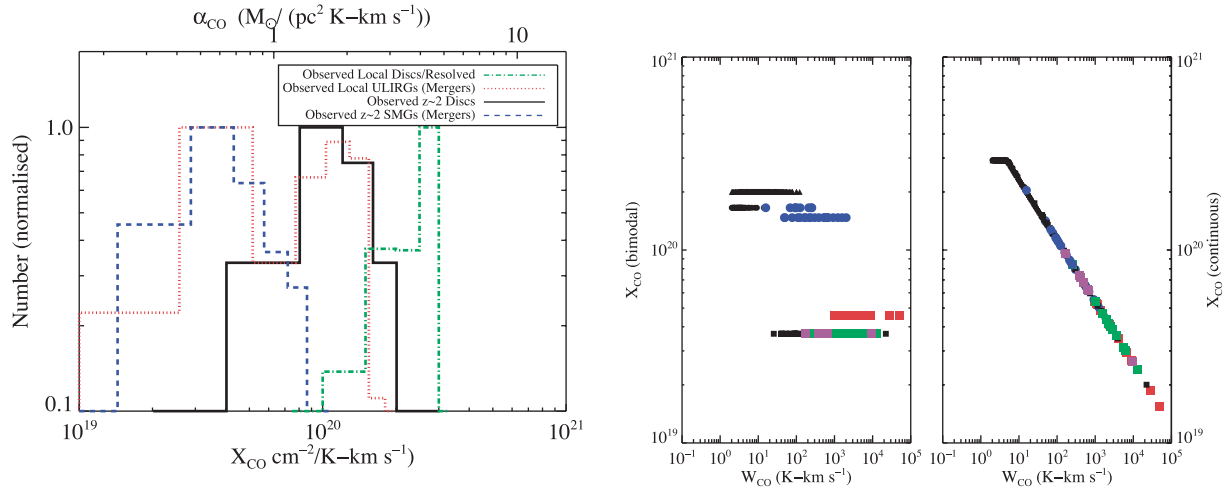 α_CO (M_⊙/ (pc² K−km s⁻¹))
1 10
Observed Local Discs/Resolved
Observed Local ULIRGs (Mergers)
Observed z~2 Discs
Observed z~2 SMGs (Mergers)
Number (normalised)
1.0
0.1
10¹⁹ 10²⁰ 10²¹
X_CO cm⁻²/K−km s⁻¹)
X_CO (bimodal)
10²¹
10²⁰
10¹⁹
10⁻¹ 10⁰ 10¹ 10² 10³ 10⁴ 10⁵
W_CO (K−km s⁻¹)
10⁻¹ 10⁰ 10¹ 10² 10³ 10⁴ 10⁵
W_CO (K−km s⁻¹)
10²¹
10²⁰
10¹⁹
X_CO (continuous)